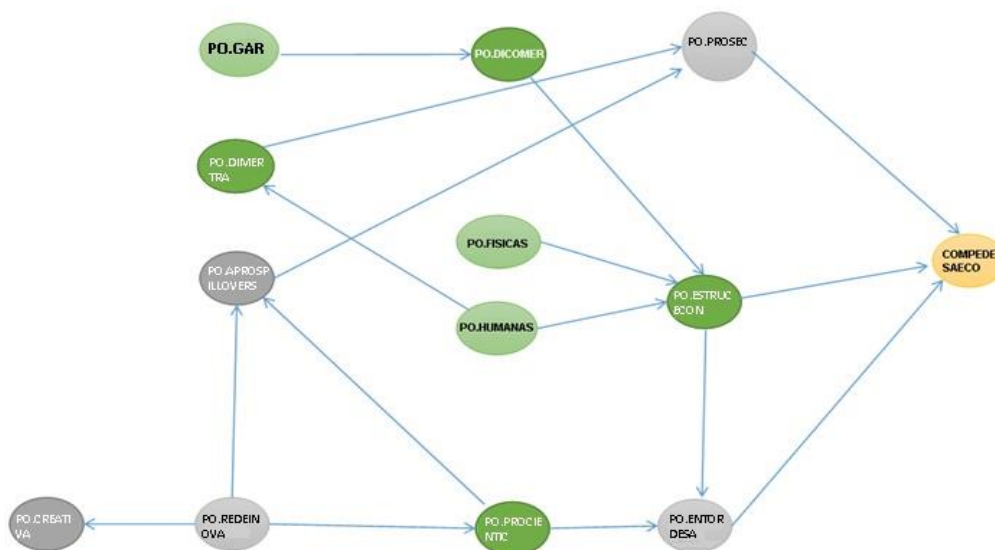 PO.GAR
PO.DICOMER
PO.PROSEC
PO.DIMER
TRA
PO.FISICAS
COMPEDE
SAECO
PO.APROSP
ILLOVERS
PO.ESTRUC
ECON
PO.HUMANAS
PO.CREATI
VA
PO.REDEIN
OVA
PO.PROCIE
NTIC
PO.ENTOR
DESA